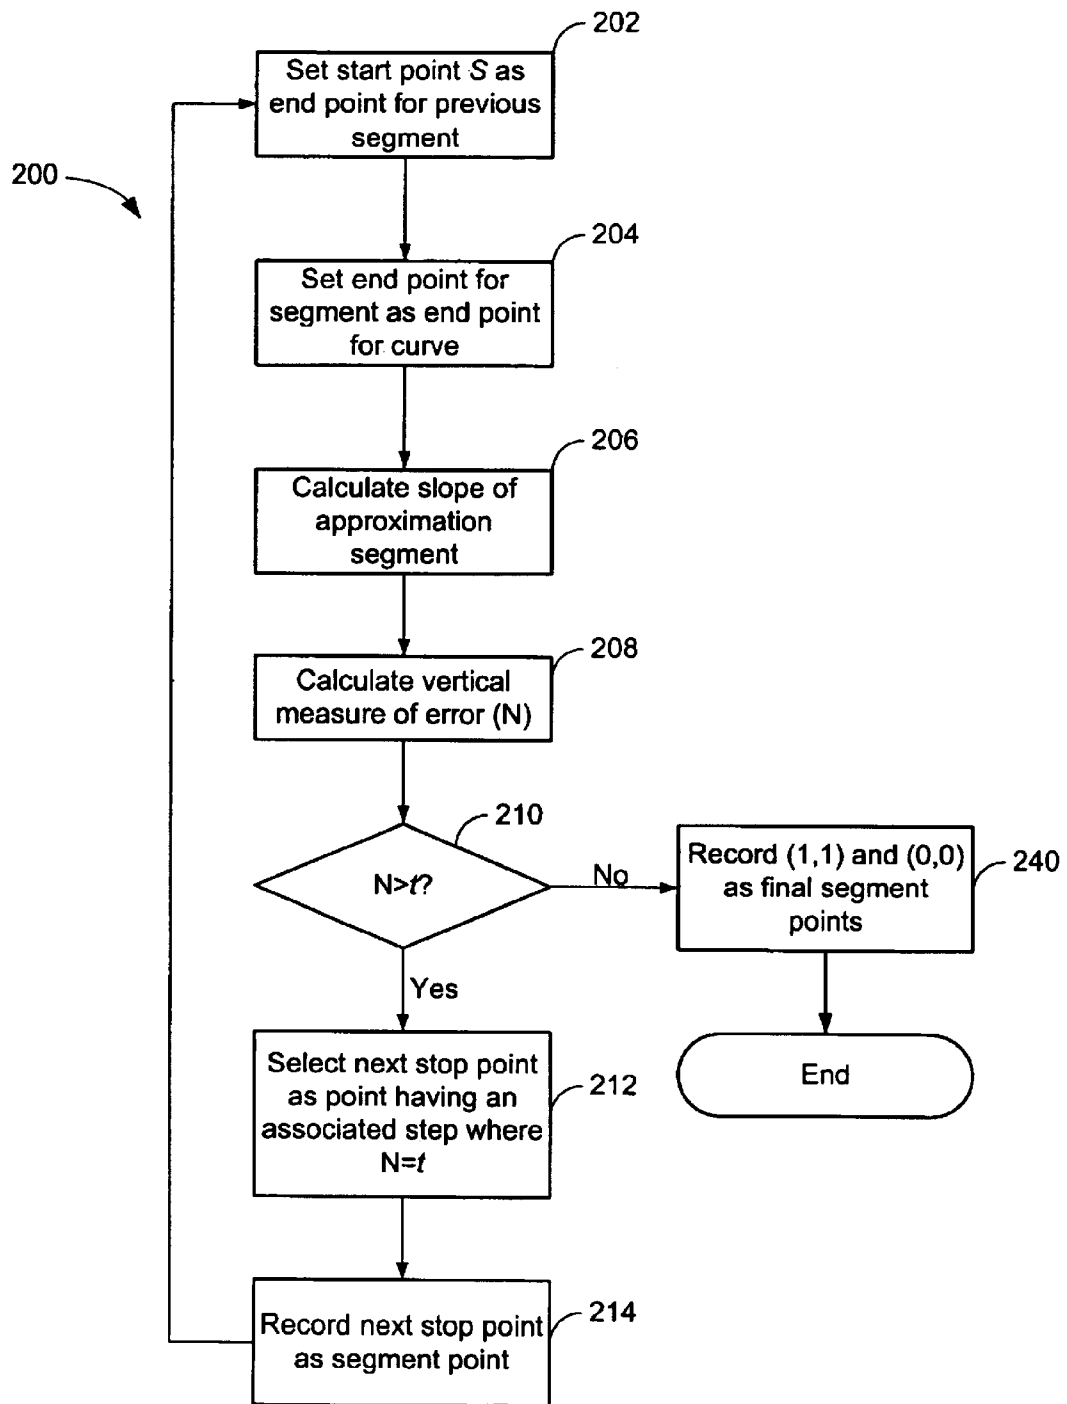 202
Set start point S as
end point for previous
segment
200
204
Set end point for
segment as end point
for curve
206
Calculate slope of
approximation
segment
208
Calculate vertical
measure of error (N)
210
N>t?
No
Record (1,1) and (0,0)
as final segment
points
240
Yes
End
Select next stop point
as point having an
associated step where
N=t
212
Record next stop point
as segment point
214